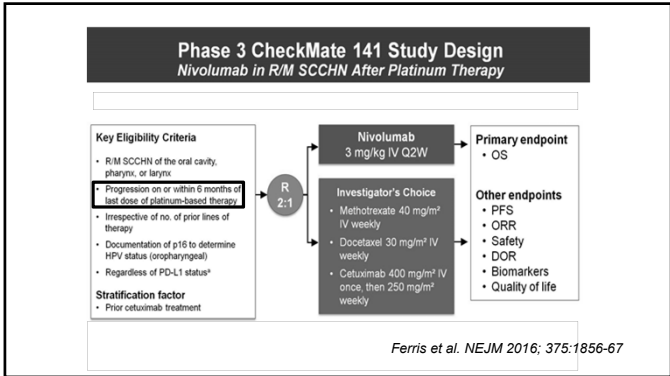 Phase 3 CheckMate 141 Study Design
Nivolumab in R/M SCCHN After Platinum Therapy
Key Eligibility Criteria
• R/M SCCHN of the oral cavity,
pharynx, or larynx
• Progression on or within 6 months of
last dose of platinum-based therapy
• Irrespective of no. of prior lines of
therapy
• Documentation of p16 to determine
HPV status (oropharyngeal)
• Regardless of PD-L1 statusᵃ
Stratification factor
• Prior cetuximab treatment
R
2:1
Nivolumab
3 mg/kg IV Q2W
Investigator's Choice
• Methotrexate 40 mg/m² IV
weekly
• Docetaxel 30 mg/m² IV
weekly
• Cetuximab 400 mg/m² IV
once, then 250 mg/m²
weekly
Primary endpoint
• OS
Other endpoints
• PFS
• ORR
• Safety
• DOR
• Biomarkers
• Quality of life
Ferris et al. NEJM 2016; 375:1856-67